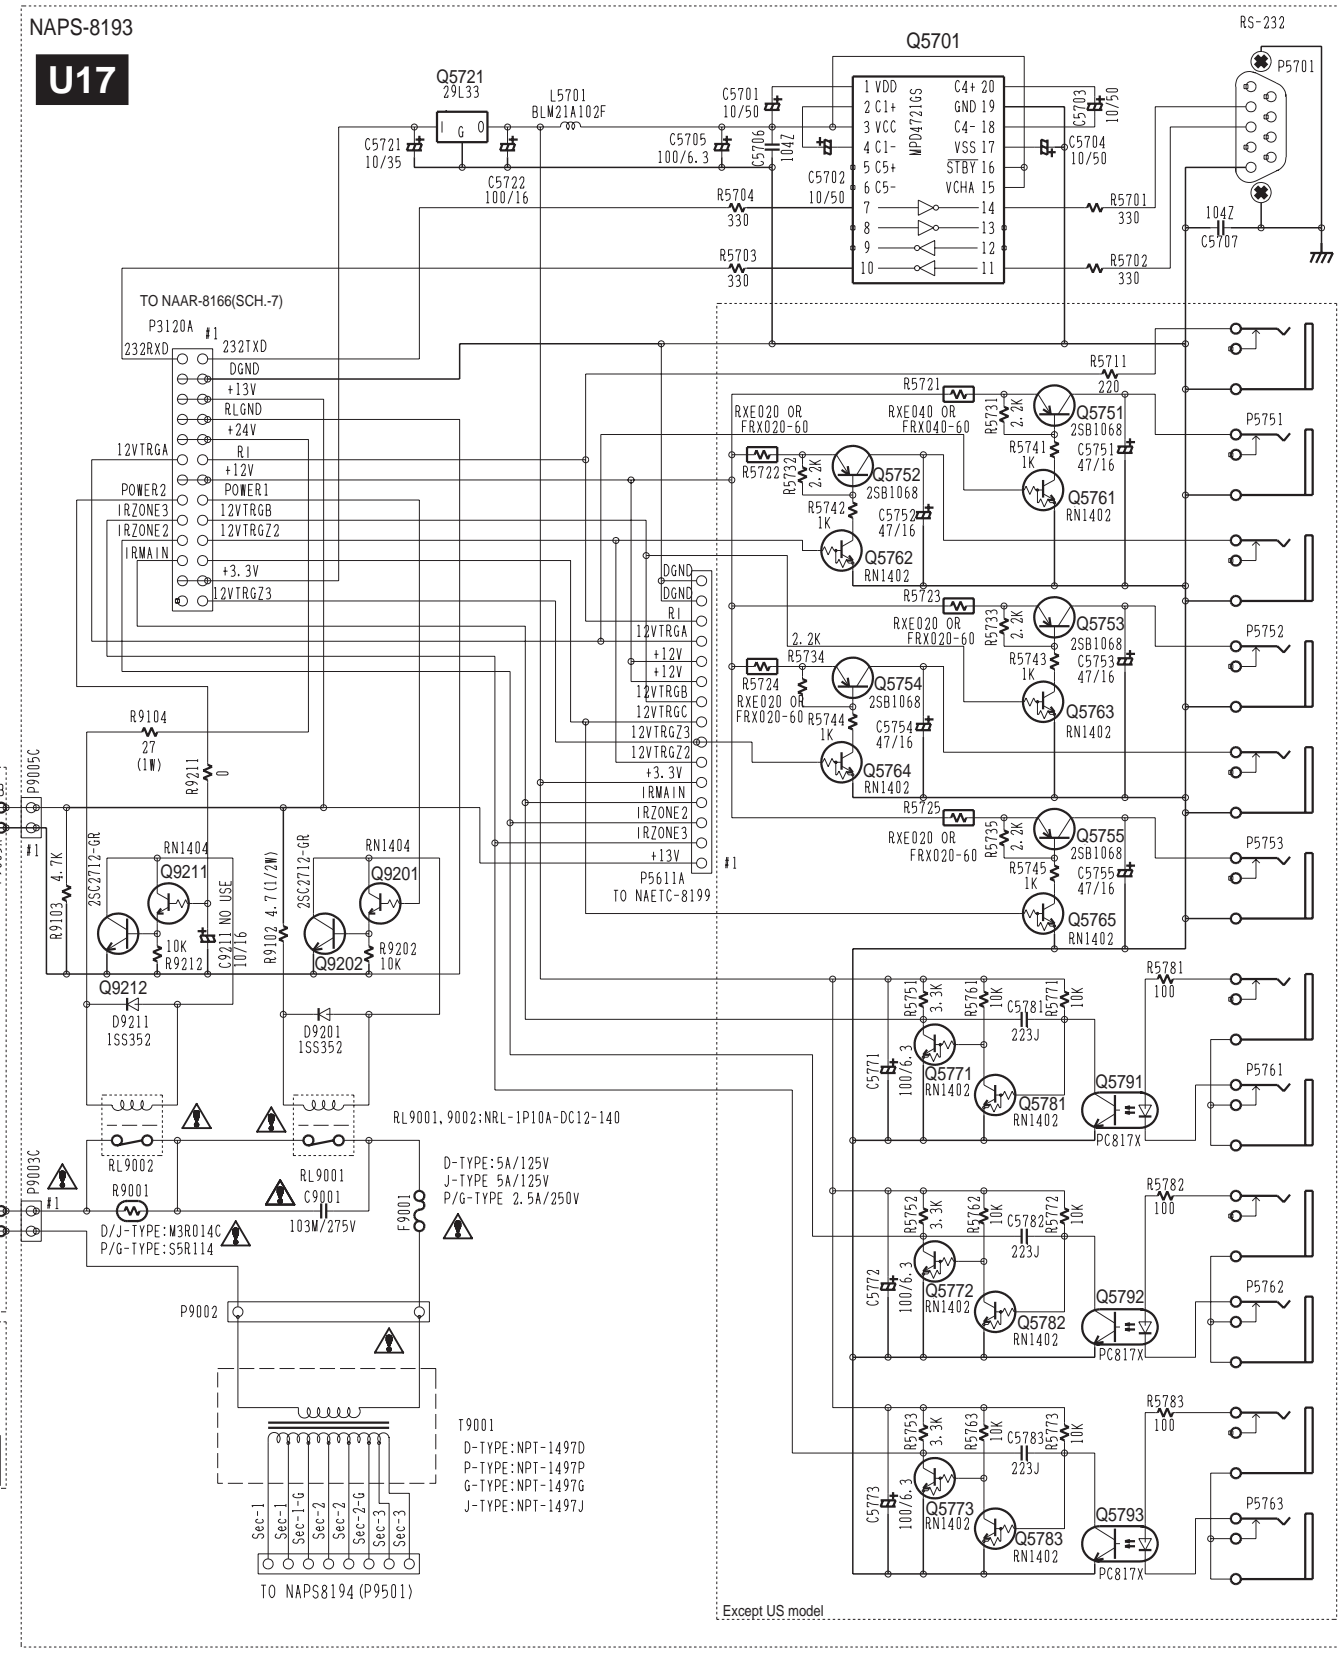 NAPS-8193
U17
Q5701
RS-232
P5701
Q5721
29L33
L5701
BLM21A102F
C5721
10/35
C5722
100/16
C5705
100/6.3
C5701
10/50
C5706
104Z
C5702
10/50
MPD4721GS
1 VDD
2 C1+
3 VCC
4 C1-
5 C5+
6 C5-
7
8
9
10
C4+ 20
GND 19
C4- 18
VSS 17
STBY 16
VCHA 15
14
13
12
11
C5703
10/50
C5704
10/50
R5704
330
R5703
330
R5701
330
R5702
330
104Z
C5707
TO NAAR-8166(SCH.-7)
P3120A
#1
232RXD
232TXD
DGND
+13V
RLGND
+24V
12VTRGA
RI
+12V
POWER2
POWER1
IRZONE3
12VTRGB
IRZONE2
12VTRGZ2
IRMAIN
+3.3V
12VTRGZ3
R5711
220
R5721
RXE040 OR
FRX040-60
R5731
2.2K
Q5751
2SB1068
R5741
1K
C5751
47/16
Q5761
RN1402
P5751
RXE020 OR
FRX020-60
R5722
R5732
2.2K
Q5752
2SB1068
R5742
1K
C5752
47/16
Q5762
RN1402
R5723
RXE020 OR
FRX020-60
R5733
2.2K
Q5753
2SB1068
R5743
1K
C5753
47/16
Q5763
RN1402
P5752
2.2K
R5734
R5724
RXE020 OR
FRX020-60
Q5754
2SB1068
R5744
1K
C5754
47/16
Q5764
RN1402
R5725
RXE020 OR
FRX020-60
R5735
2.2K
Q5755
2SB1068
R5745
1K
C5755
47/16
Q5765
RN1402
P5753
DGND
DGND
RI
12VTRGA
+12V
+12V
12VTRGB
12VTRGC
12VTRGZ3
12VTRGZ2
+3.3V
IRMAIN
IRZONE2
IRZONE3
+13V
#1
P5611A
TO NAETC-8199
R9104
27
(1W)
R9211
0
P9005C
#1
R9103 4.7K
2SC2712-GR
RN1404
Q9211
10K
R9212
C9211 NO USE
10/16
Q9212
D9211
1SS352
R9102 4.7(1/2W)
2SC2712-GR
RN1404
Q9201
Q9202
R9202
10K
D9201
1SS352
RL9001,9002:NRL-1P10A-DC12-140
RL9002
RL9001
P9003C
#1
R9001
D/J-TYPE:M3R014C
P/G-TYPE:S5R114
C9001
103M/275V
F9001
D-TYPE:5A/125V
J-TYPE 5A/125V
P/G-TYPE 2.5A/250V
P9002
T9001
D-TYPE:NPT-1497D
P-TYPE:NPT-1497P
G-TYPE:NPT-1497G
J-TYPE:NPT-1497J
Sec-1
Sec-1
Sec-1-G
Sec-2
Sec-2
Sec-2-G
Sec-3
Sec-3
TO NAPS8194(P9501)
R5751
3.3K
R5761
10K
C5781
223J
R5771
10K
C5771
100/6.3
Q5771
RN1402
Q5781
RN1402
Q5791
PC817X
R5781
100
P5761
R5752
3.3K
R5762
10K
C5782
223J
R5772
10K
C5772
100/6.3
Q5772
RN1402
Q5782
RN1402
Q5792
PC817X
R5782
100
P5762
R5753
3.3K
R5763
10K
C5783
223J
R5773
10K
C5773
100/6.3
Q5773
RN1402
Q5783
RN1402
Q5793
PC817X
R5783
100
P5763
Except US model